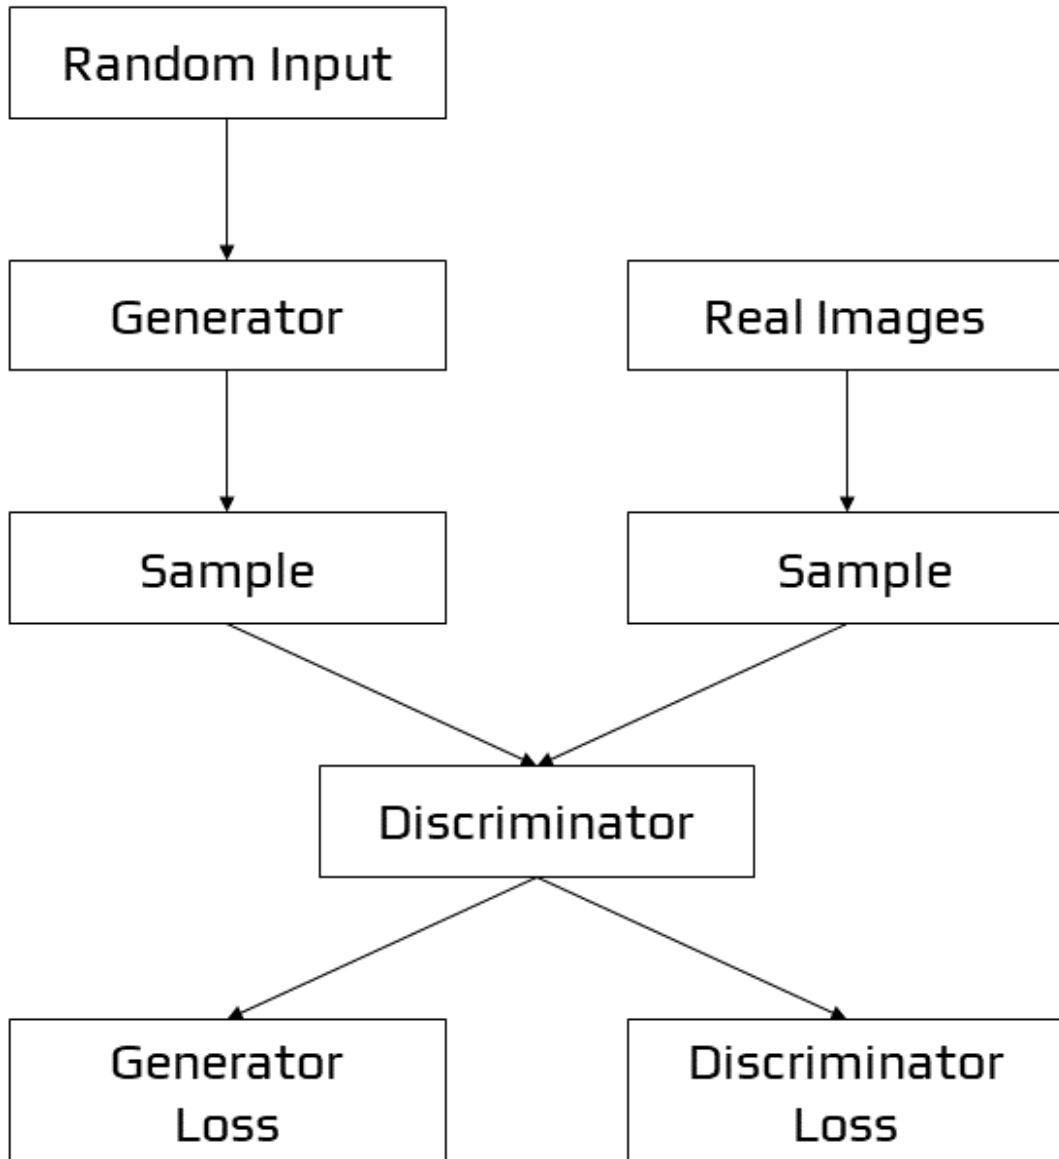 Random Input
Generator
Real Images
Sample
Sample
Discriminator
Generator
Loss
Discriminator
Loss